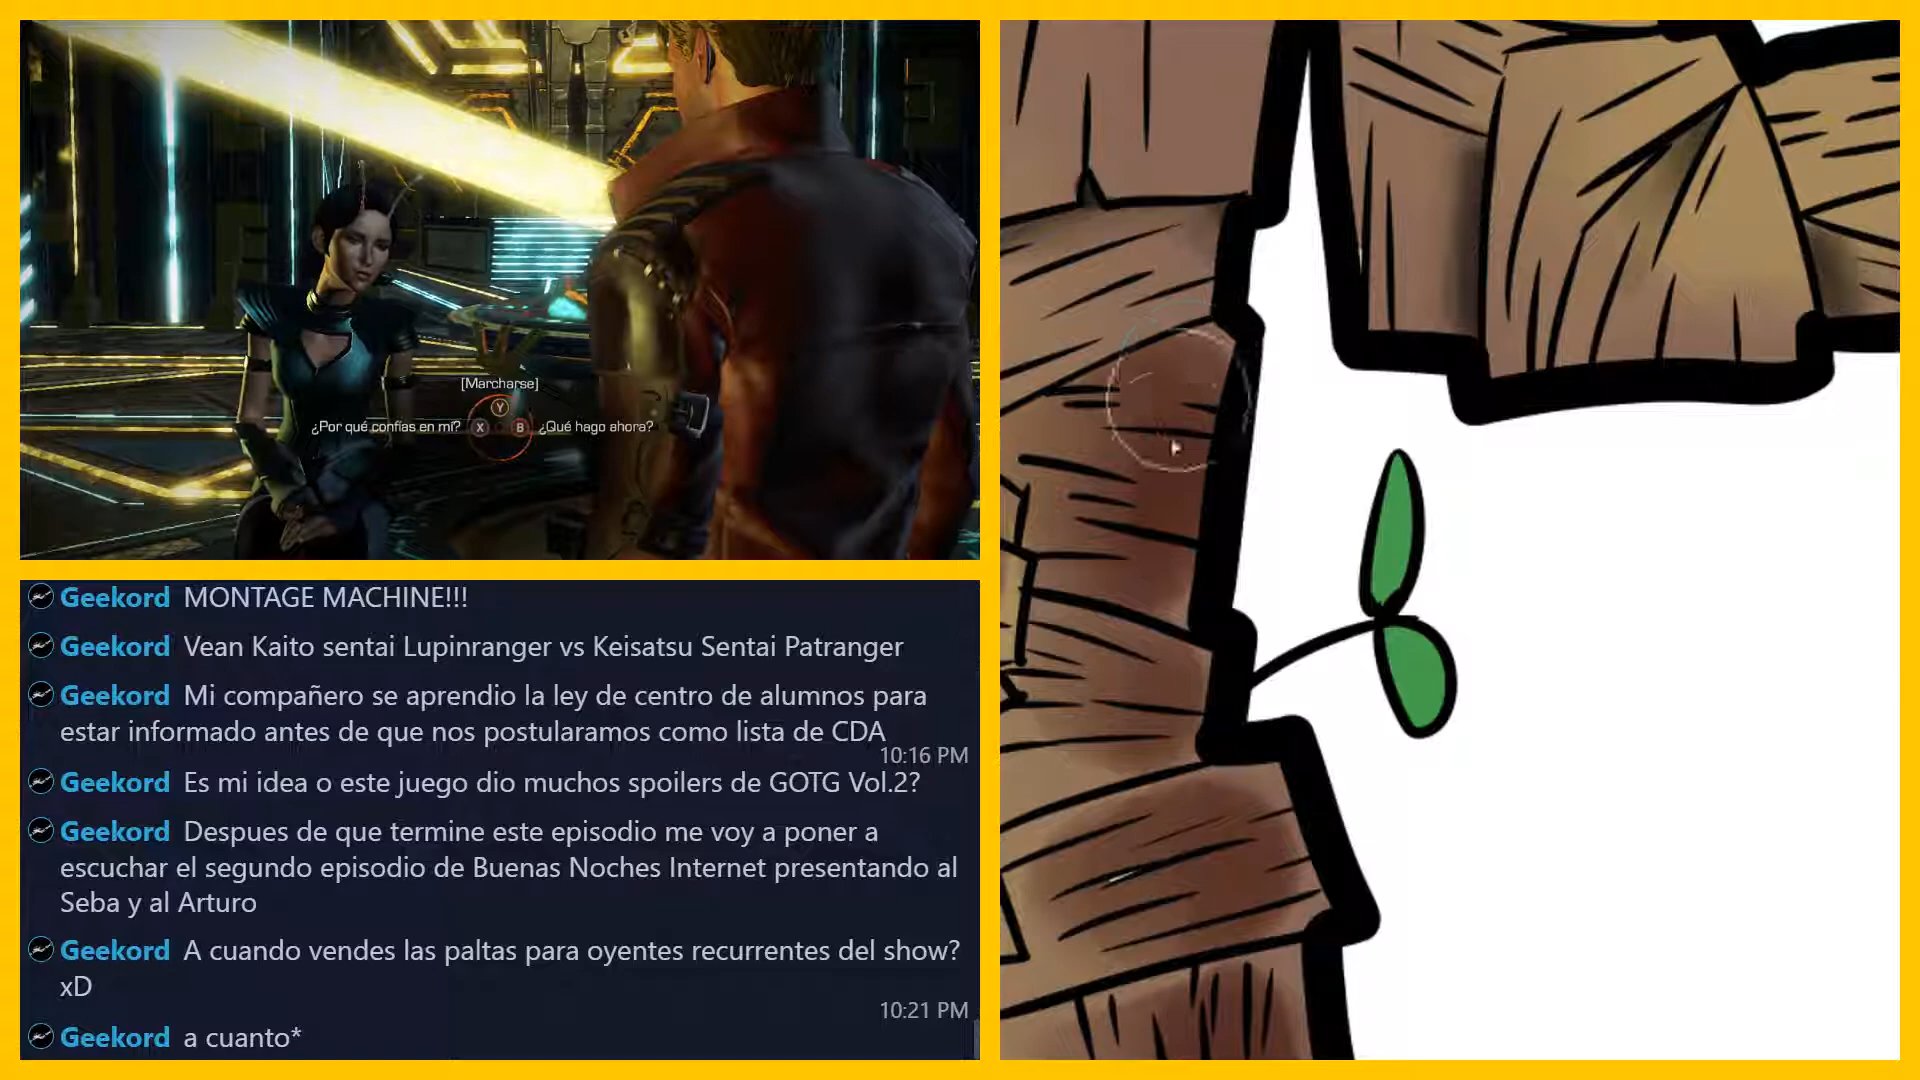 [Marcharse]
Y
¿Por qué confías en mí? X B ¿Qué hago ahora?
Geekord MONTAGE MACHINE!!!
Geekord Vean Kaito sentai Lupinranger vs Keisatsu Sentai Patranger
Geekord Mi compañero se aprendio la ley de centro de alumnos para
estar informado antes de que nos postularamos como lista de CDA
10:16 PM
Geekord Es mi idea o este juego dio muchos spoilers de GOTG Vol.2?
Geekord Despues de que termine este episodio me voy a poner a
escuchar el segundo episodio de Buenas Noches Internet presentando al
Seba y al Arturo
Geekord A cuando vendes las paltas para oyentes recurrentes del show?
xD
10:21 PM
Geekord a cuanto*